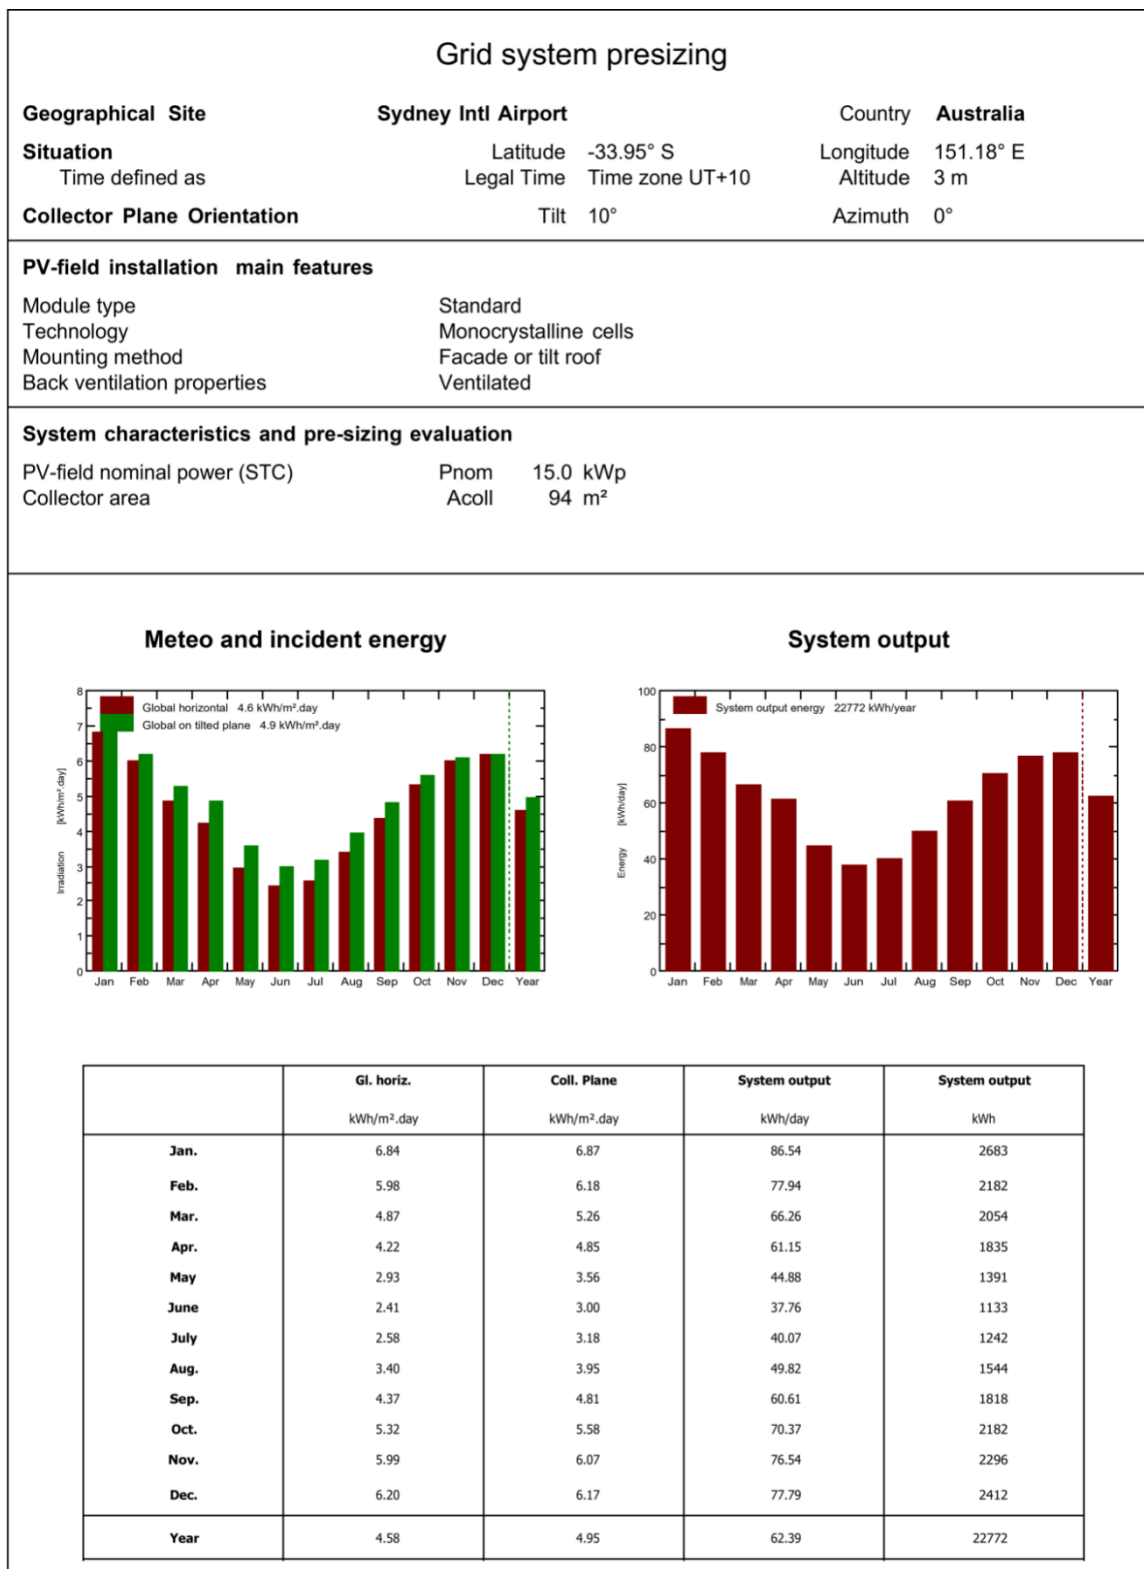 Grid system presizing
Geographical Site Sydney Intl Airport Country Australia
Situation Latitude -33.95° S Longitude 151.18° E
Time defined as Legal Time Time zone UT+10 Altitude 3 m
Collector Plane Orientation Tilt 10° Azimuth 0°
PV-field installation main features
Module type Standard
Technology Monocrystalline cells
Mounting method Facade or tilt roof
Back ventilation properties Ventilated
System characteristics and pre-sizing evaluation
PV-field nominal power (STC) Pnom 15.0 kWp
Collector area Acoll 94 m²
Meteo and incident energy
Global horizontal 4.6 kWh/m².day
Global on tilted plane 4.9 kWh/m².day
Irradiation [kWh/m².day]
8
7
6
5
4
3
2
1
0
Jan Feb Mar Apr May Jun Jul Aug Sep Oct Nov Dec Year
System output
System output energy 22772 kWh/year
Energy [kWh/day]
100
80
60
40
20
0
Jan Feb Mar Apr May Jun Jul Aug Sep Oct Nov Dec Year
Gl. horiz. Coll. Plane System output System output
kWh/m².day kWh/m².day kWh/day kWh
Jan. 6.84 6.87 86.54 2683
Feb. 5.98 6.18 77.94 2182
Mar. 4.87 5.26 66.26 2054
Apr. 4.22 4.85 61.15 1835
May 2.93 3.56 44.88 1391
June 2.41 3.00 37.76 1133
July 2.58 3.18 40.07 1242
Aug. 3.40 3.95 49.82 1544
Sep. 4.37 4.81 60.61 1818
Oct. 5.32 5.58 70.37 2182
Nov. 5.99 6.07 76.54 2296
Dec. 6.20 6.17 77.79 2412
Year 4.58 4.95 62.39 22772